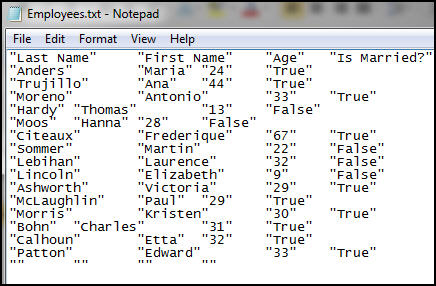 Employees.txt - Notepad
File Edit Format View Help
"Last Name" "First Name" "Age" "Is Married?"
"Anders" "Maria" "24" "True"
"Trujillo" "Ana" "44" "True"
"Moreno" "Antonio" "33" "True"
"Hardy" "Thomas" "13" "False"
"Moos" "Hanna" "28" "False"
"Citeaux" "Frederique" "67" "True"
"Sommer" "Martin" "22" "False"
"Lebihan" "Laurence" "32" "False"
"Lincoln" "Elizabeth" "9" "False"
"Ashworth" "Victoria" "29" "True"
"McLaughlin" "Paul" "29" "True"
"Morris" "Kristen" "30" "True"
"Bohn" "Charles" "31" "True"
"Calhoun" "Etta" "32" "True"
"Patton" "Edward" "33" "True"
"" "" "" ""